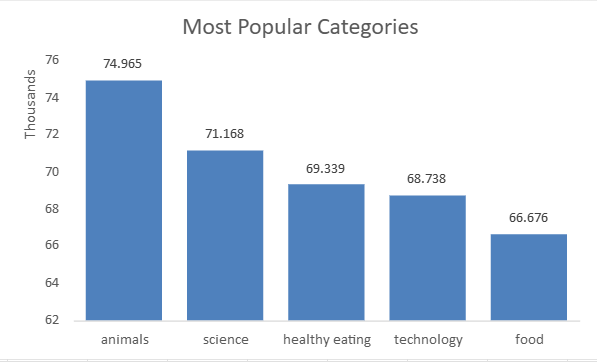 Most Popular Categories
Thousands
76
74
72
70
68
66
64
62
74.965
71.168
69.339
68.738
66.676
animals
science
healthy eating
technology
food